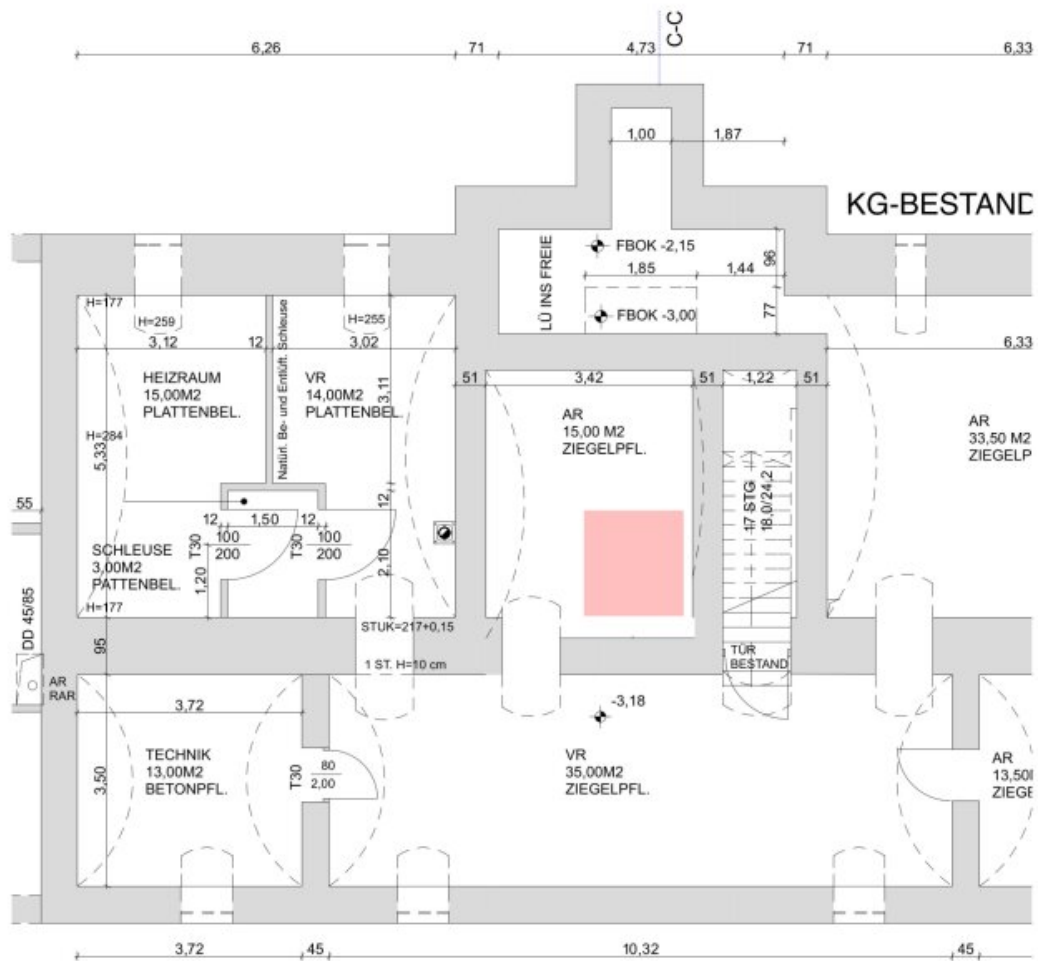 6,26
71
4,73
71
6,33
C-C
1,00
1,87
KG-BESTAND
LÜ INS FREIE
FBOK -2,15
1,85
1,44
96
FBOK -3,00
77
H=177
H=259
H=255
3,12
12
3,02
Natürl. Be- und Entlüft. Schleuse
HEIZRAUM
15,00M2
PLATTENBEL.
VR
14,00M2
PLATTENBEL.
3,11
51
3,42
51
1,22
51
6,33
AR
15,00 M2
ZIEGELPFL.
AR
33,50 M2
ZIEGELP
H=284
5,33
17 STG
18,0/24,2
55
12
1,50
12
12
T30
100
200
T30
100
200
SCHLEUSE
3,00M2
PATTENBEL.
1,20
2,10
H=177
DD 45/85
STUK=217+0,15
95
1 ST. H=10 cm
TÜR
BESTAND
AR
RAR
3,72
-3,18
TECHNIK
13,00M2
BETONPFL.
3,50
T30
80
2,00
VR
35,00M2
ZIEGELPFL.
AR
13,50
ZIEGE
3,72
45
10,32
45